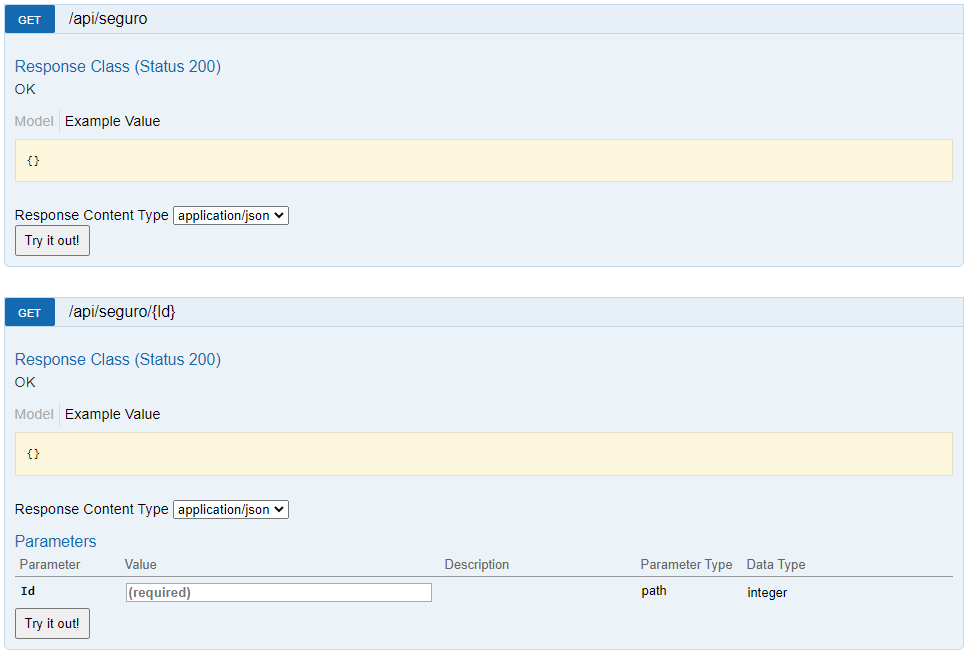 GET /api/seguro
Response Class (Status 200)
OK
Model Example Value
{}
Response Content Type application/json
Try it out!
GET /api/seguro/{Id}
Response Class (Status 200)
OK
Model Example Value
{}
Response Content Type application/json
Parameters
Parameter Value Description Parameter Type Data Type
Id (required) path integer
Try it out!